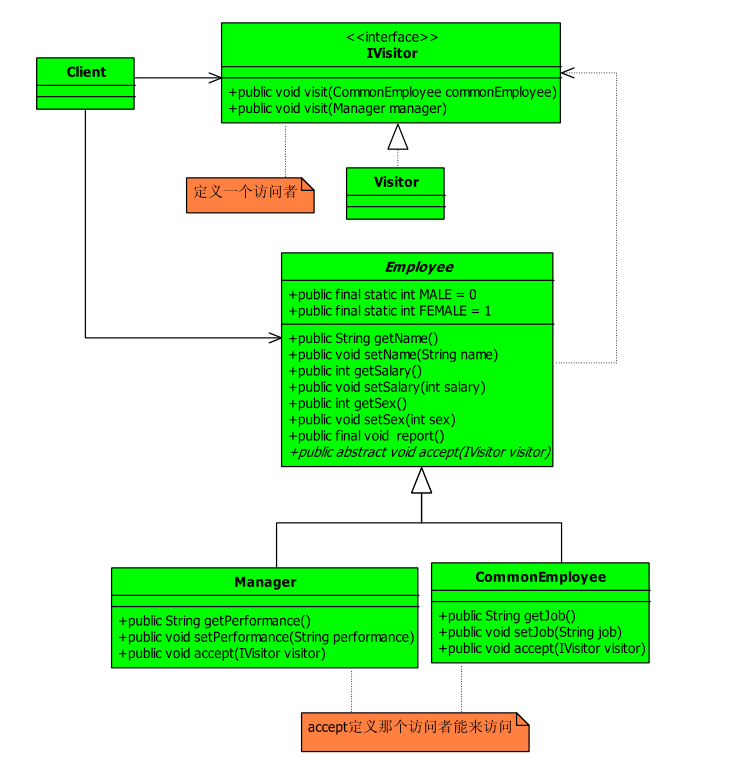 <<interface>>
IVisitor
Client
+public void visit(CommonEmployee commonEmployee)
+public void visit(Manager manager)
定义一个访问者
Visitor
Employee
+public final static int MALE = 0
+public final static int FEMALE = 1
+public String getName()
+public void setName(String name)
+public int getSalary()
+public void setSalary(int salary)
+public int getSex()
+public void setSex(int sex)
+public final void  report()
+public abstract void accept(IVisitor visitor)
Manager
+public String getPerformance()
+public void setPerformance(String performance)
+public void accept(IVisitor visitor)
CommonEmployee
+public String getJob()
+public void setJob(String job)
+public void accept(IVisitor visitor)
accept定义那个访问者能来访问